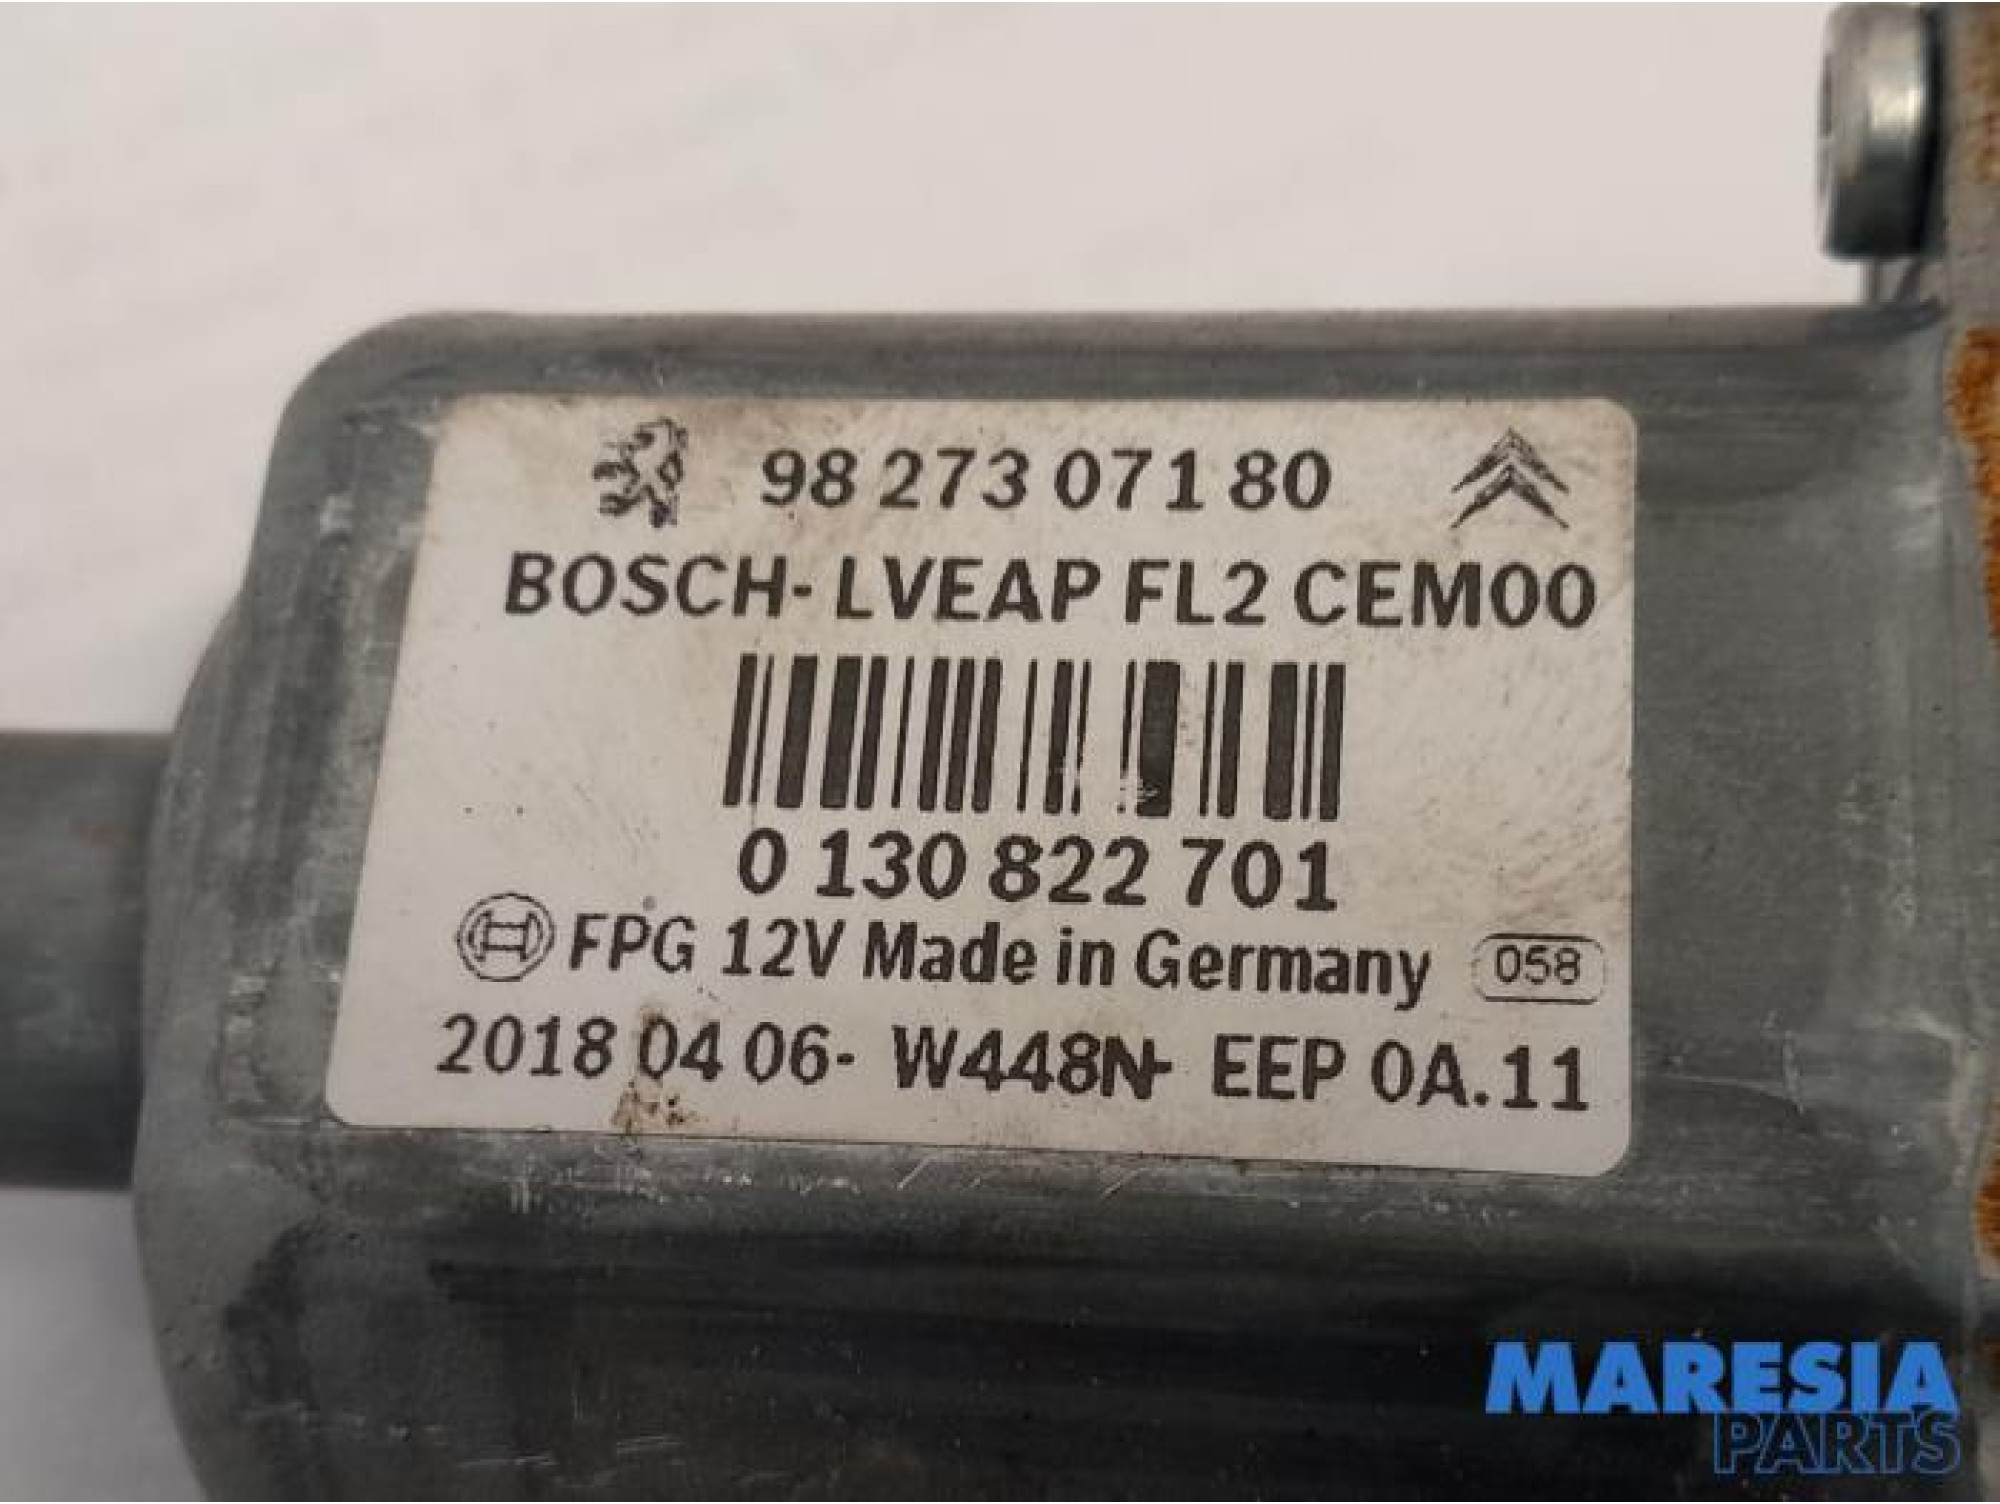 98 273 071 80
BOSCH- LVEAP FL2 CEM00
0 130 822 701
FPG 12V Made in Germany 058
2018 04 06- W448N- EEP 0A.11
MARESIA
PARTS